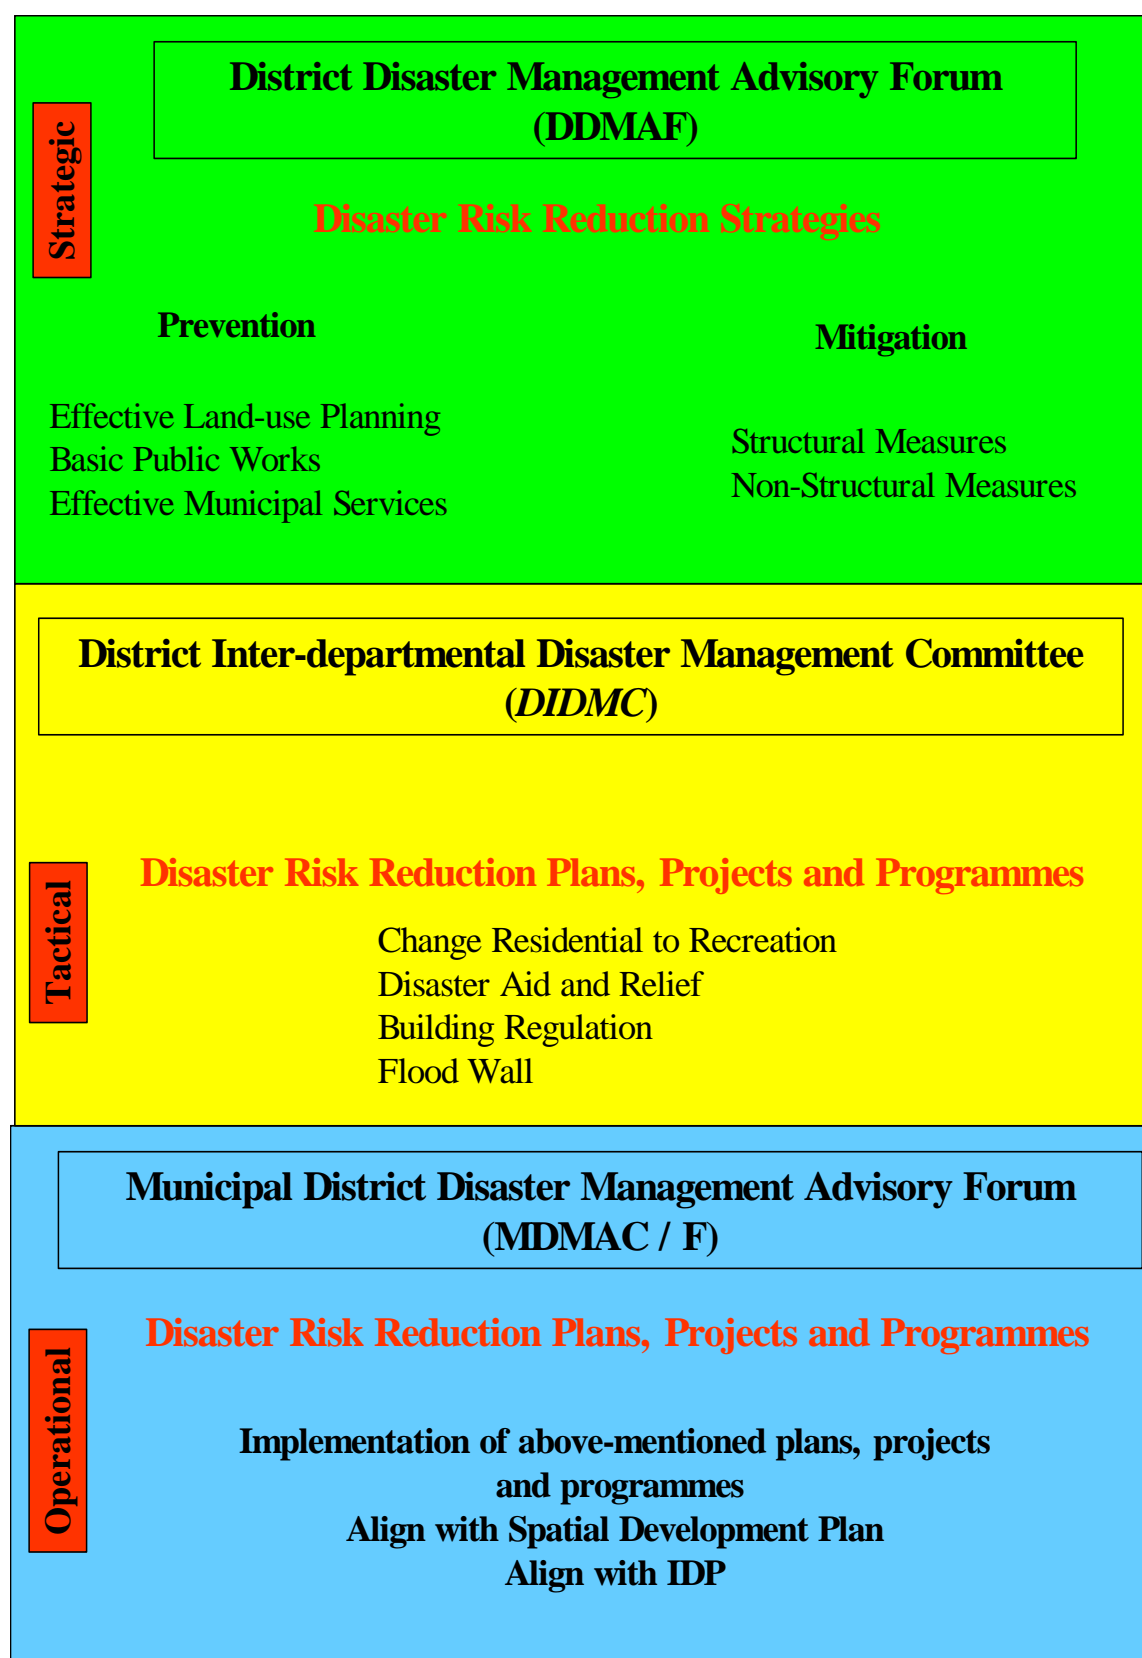 District Disaster Management Advisory Forum
(DDMAF)
Strategic
Disaster Risk Reduction Strategies
Prevention
Mitigation
Effective Land-use Planning
Basic Public Works
Effective Municipal Services
Structural Measures
Non-Structural Measures
District Inter-departmental Disaster Management Committee
(DIDMC)
Tactical
Disaster Risk Reduction Plans, Projects and Programmes
Change Residential to Recreation
Disaster Aid and Relief
Building Regulation
Flood Wall
Municipal District Disaster Management Advisory Forum
(MDMAC / F)
Operational
Disaster Risk Reduction Plans, Projects and Programmes
Implementation of above-mentioned plans, projects
and programmes
Align with Spatial Development Plan
Align with IDP